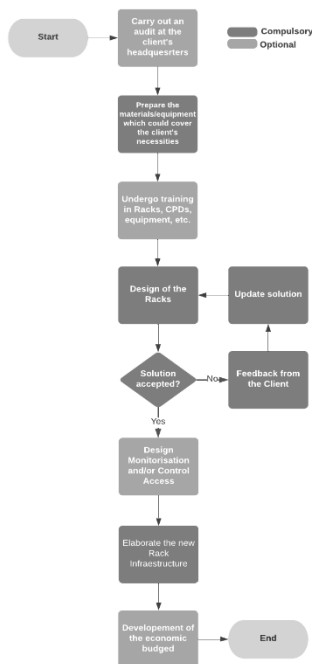 Start
Carry out an
audit at the
client's
headquesrters
Compulsory
Optional
Prepare the
materials/equipment
which could cover
the client's
necessities
Undergo training
in Racks, CPDs,
equipment, etc.
Design of the
Racks
Update solution
Solution
accepted?
No
Feedback from
the Client
Yes
Design
Monitorisation
and/or Control
Access
Elaborate the new
Rack
Infraestructure
Developement of
the economic
budged
End